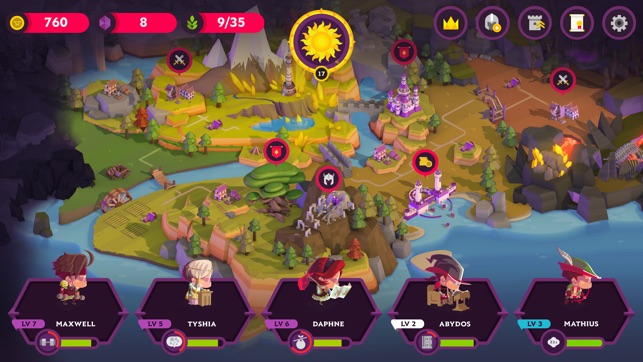 760
8
9/35
17
LV 7 MAXWELL
LV 5 TYSHIA
LV 6 DAPHNE
LV 2 ABYDOS
LV 3 MATHIUS